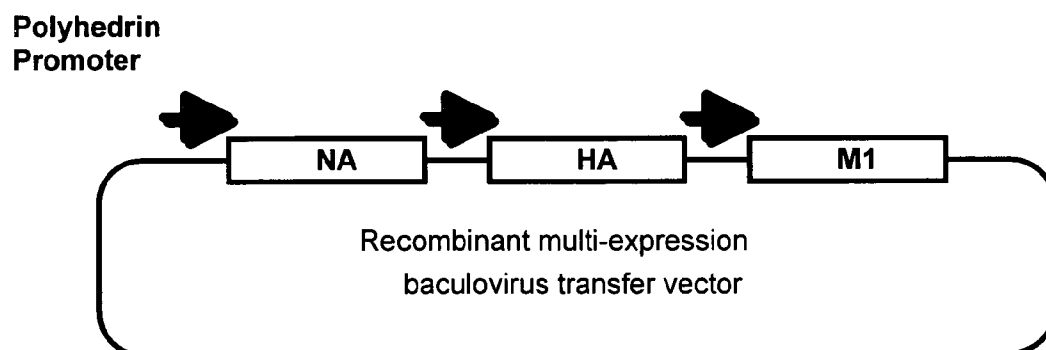 Polyhedrin
Promoter
NA HA M1
Recombinant multi-expression
baculovirus transfer vector